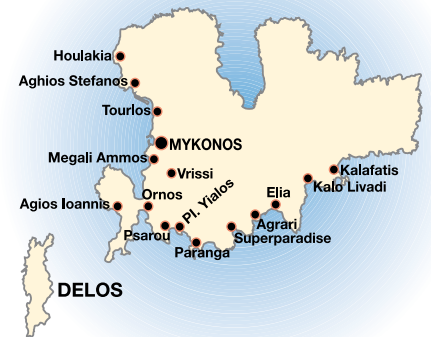 Houlakia
Aghios Stefanos
Tourlos
MYKONOS
Megali Ammos
Vrissi
Kalafatis
Kalo Livadi
Ornos
Pl. Yialos
Elia
Agios Ioannis
Agrari
Psarou
Superparadise
Paranga
DELOS